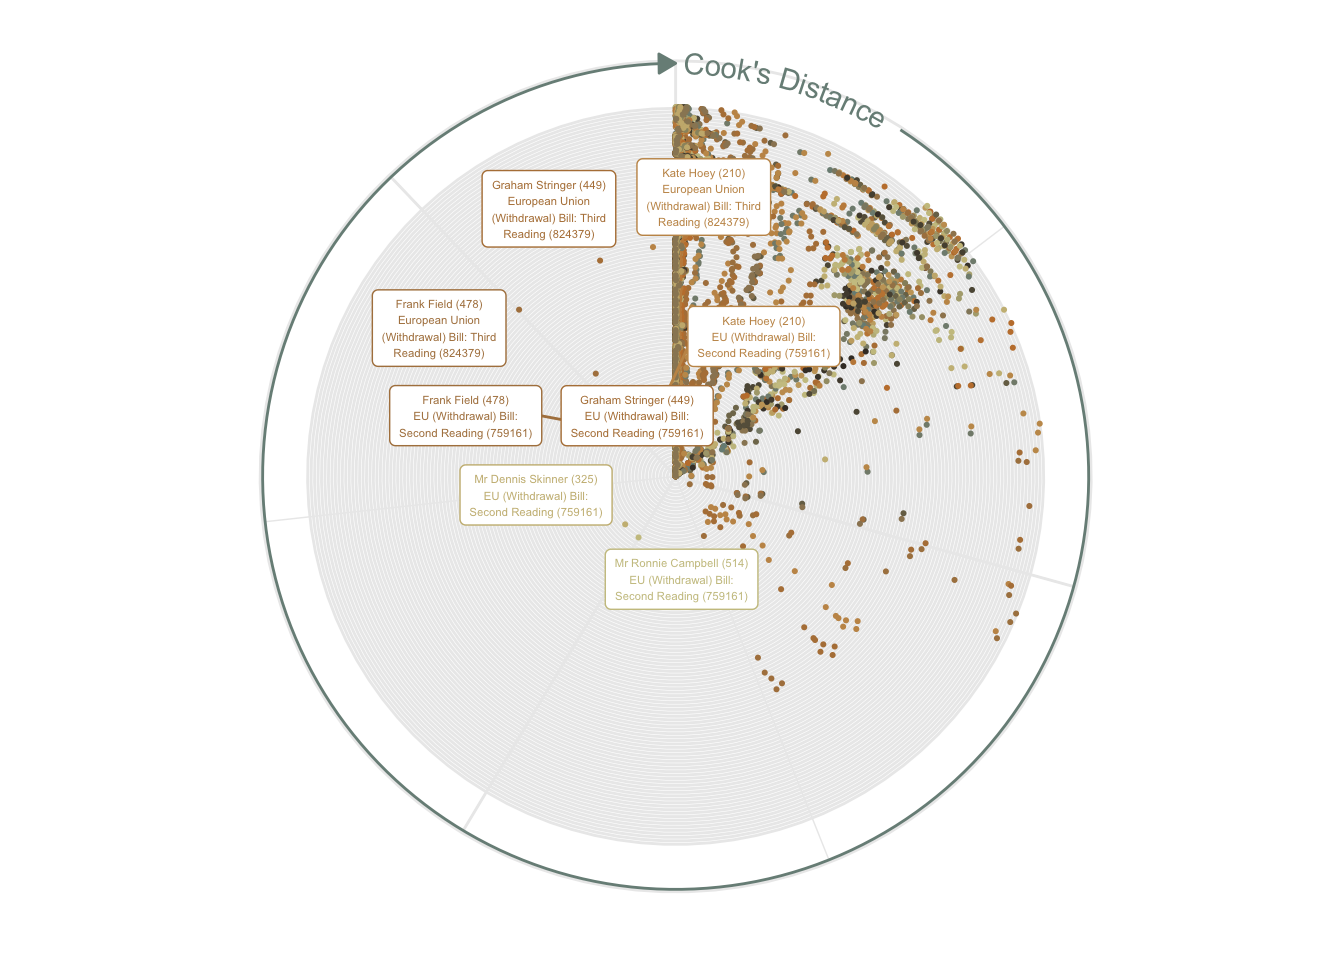 Cook's Distance
Kate Hoey (210)
European Union
(Withdrawal) Bill: Third
Reading (824379)
Graham Stringer (449)
European Union
(Withdrawal) Bill: Third
Reading (824379)
Frank Field (478)
European Union
(Withdrawal) Bill: Third
Reading (824379)
Kate Hoey (210)
EU (Withdrawal) Bill:
Second Reading (759161)
Frank Field (478)
EU (Withdrawal) Bill:
Second Reading (759161)
Graham Stringer (449)
EU (Withdrawal) Bill:
Second Reading (759161)
Mr Dennis Skinner (325)
EU (Withdrawal) Bill:
Second Reading (759161)
Mr Ronnie Campbell (514)
EU (Withdrawal) Bill:
Second Reading (759161)